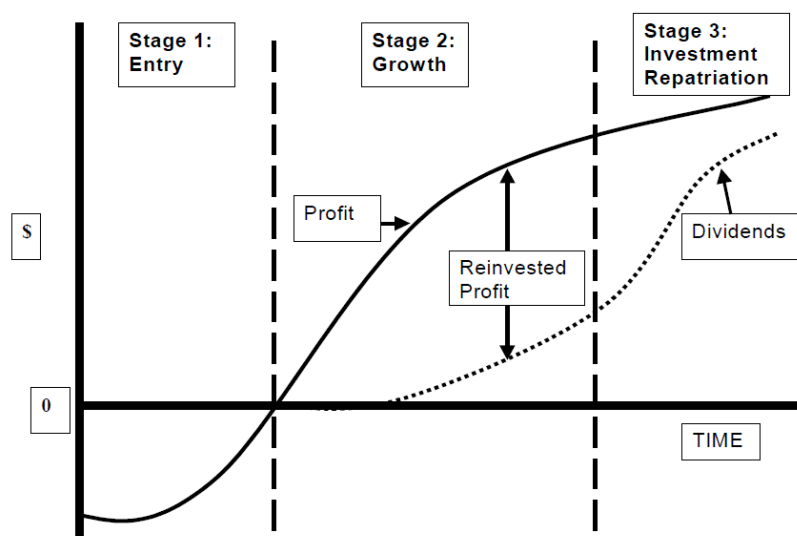 Stage 1:
Entry
Stage 2:
Growth
Stage 3:
Investment
Repatriation
Profit
$
Dividends
Reinvested
Profit
0
TIME